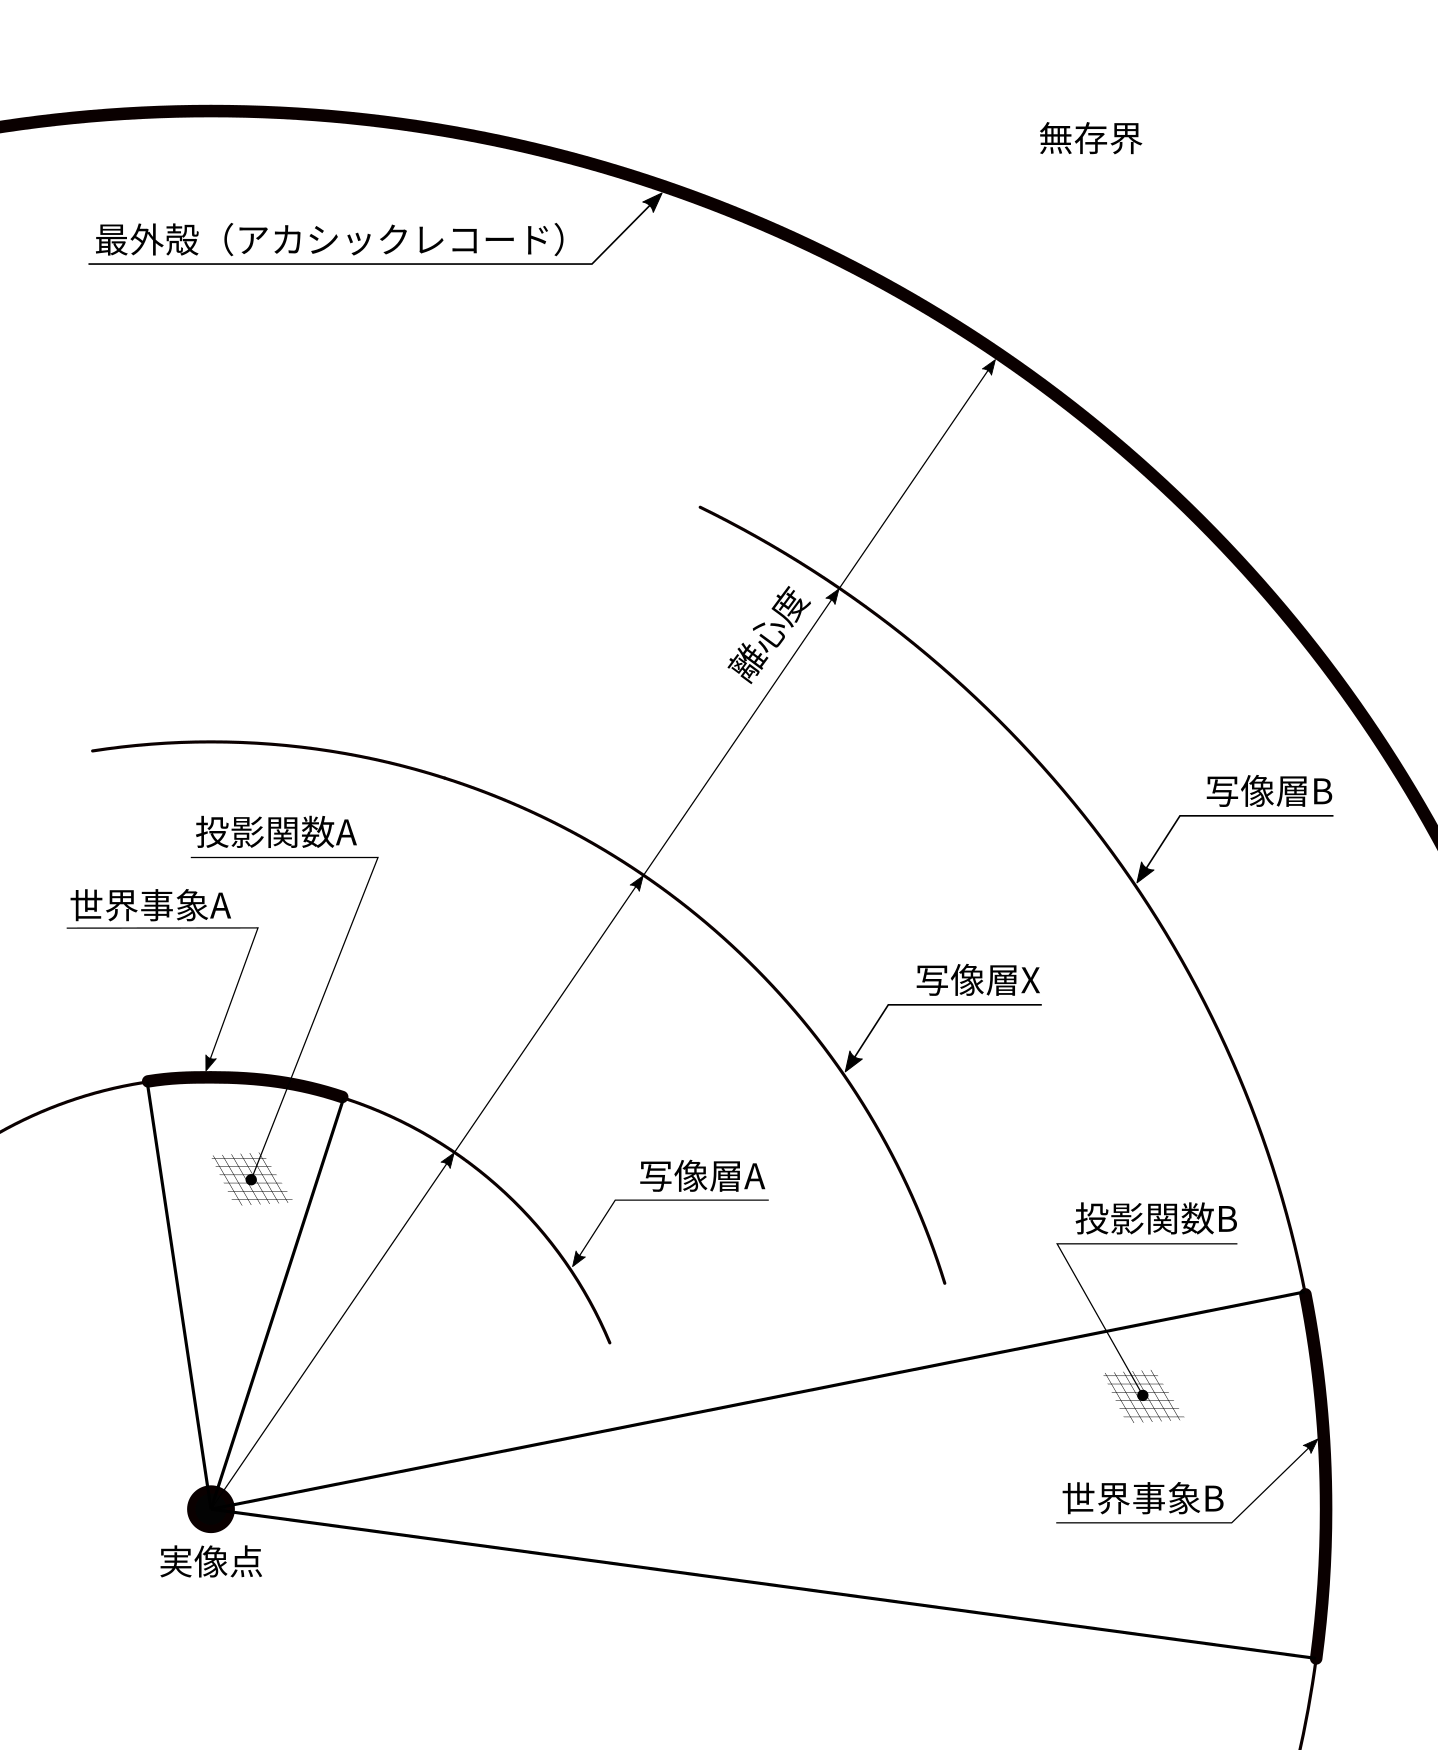 無存界
最外殻（アカシックレコード）
離心度
写像層B
投影関数A
世界事象A
写像層X
写像層A
投影関数B
世界事象B
実像点